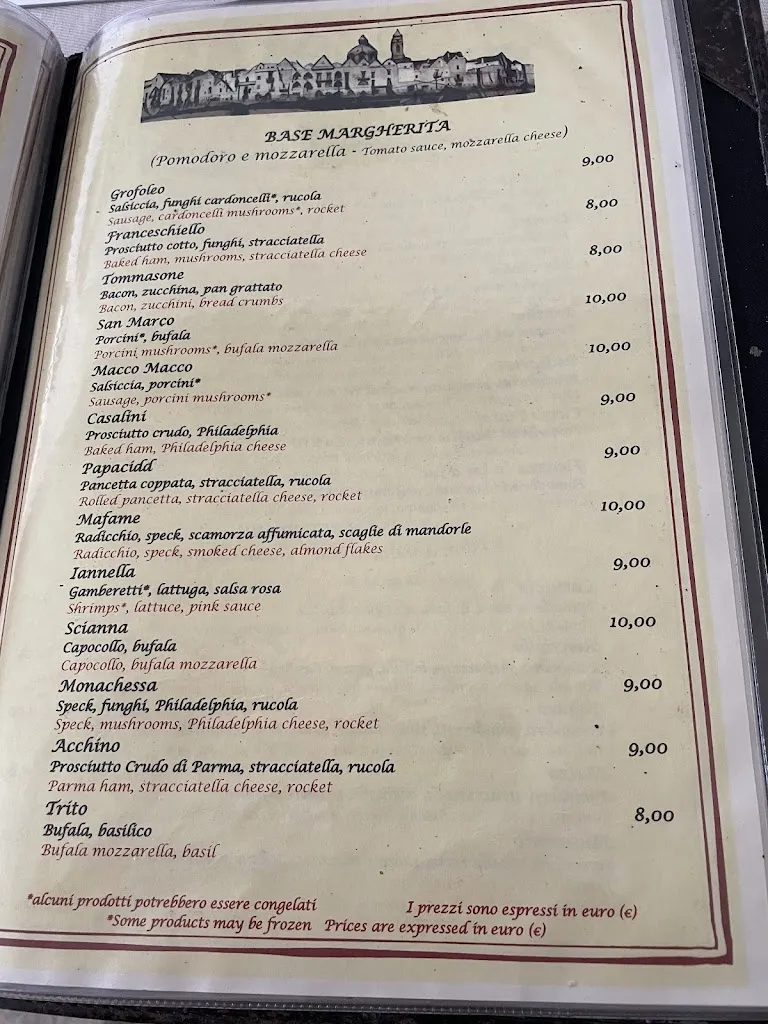 BASE MARGHERITA
(Pomodoro e mozzarella - Tomato sauce, mozzarella cheese)
Grofoleo 9,00
Salsiccia, funghi cardoncelli*, rucola
Sausage, cardoncelli mushrooms*, rocket
Franceschiello 8,00
Prosciutto cotto, funghi, stracciatella
Baked ham, mushrooms, stracciatella cheese
Tommasone 8,00
Bacon, zucchina, pan grattato
Bacon, zucchini, bread crumbs
San Marco 10,00
Porcini*, bufala
Porcini mushrooms*, bufala mozzarella
Macco Macco 10,00
Salsiccia, porcini*
Sausage, porcini mushrooms*
Casalini 9,00
Prosciutto crudo, Philadelphia
Baked ham, Philadelphia cheese
Papacidd 9,00
Pancetta coppata, stracciatella, rucola
Rolled pancetta, stracciatella cheese, rocket
Mafame 10,00
Radicchio, speck, scamorza affumicata, scaglie di mandorle
Radicchio, speck, smoked cheese, almond flakes
Iannella 9,00
Gamberetti*, lattuga, salsa rosa
Shrimps*, lattuce, pink sauce
Scianna 10,00
Capocollo, bufala
Capocollo, bufala mozzarella
Monachessa 9,00
Speck, funghi, Philadelphia, rucola
Speck, mushrooms, Philadelphia cheese, rocket
Acchino 9,00
Prosciutto Crudo di Parma, stracciatella, rucola
Parma ham, stracciatella cheese, rocket
Trito 8,00
Bufala, basilico
Bufala mozzarella, basil
*alcuni prodotti potrebbero essere congelati I prezzi sono espressi in euro (€)
*Some products may be frozen Prices are expressed in euro (€)